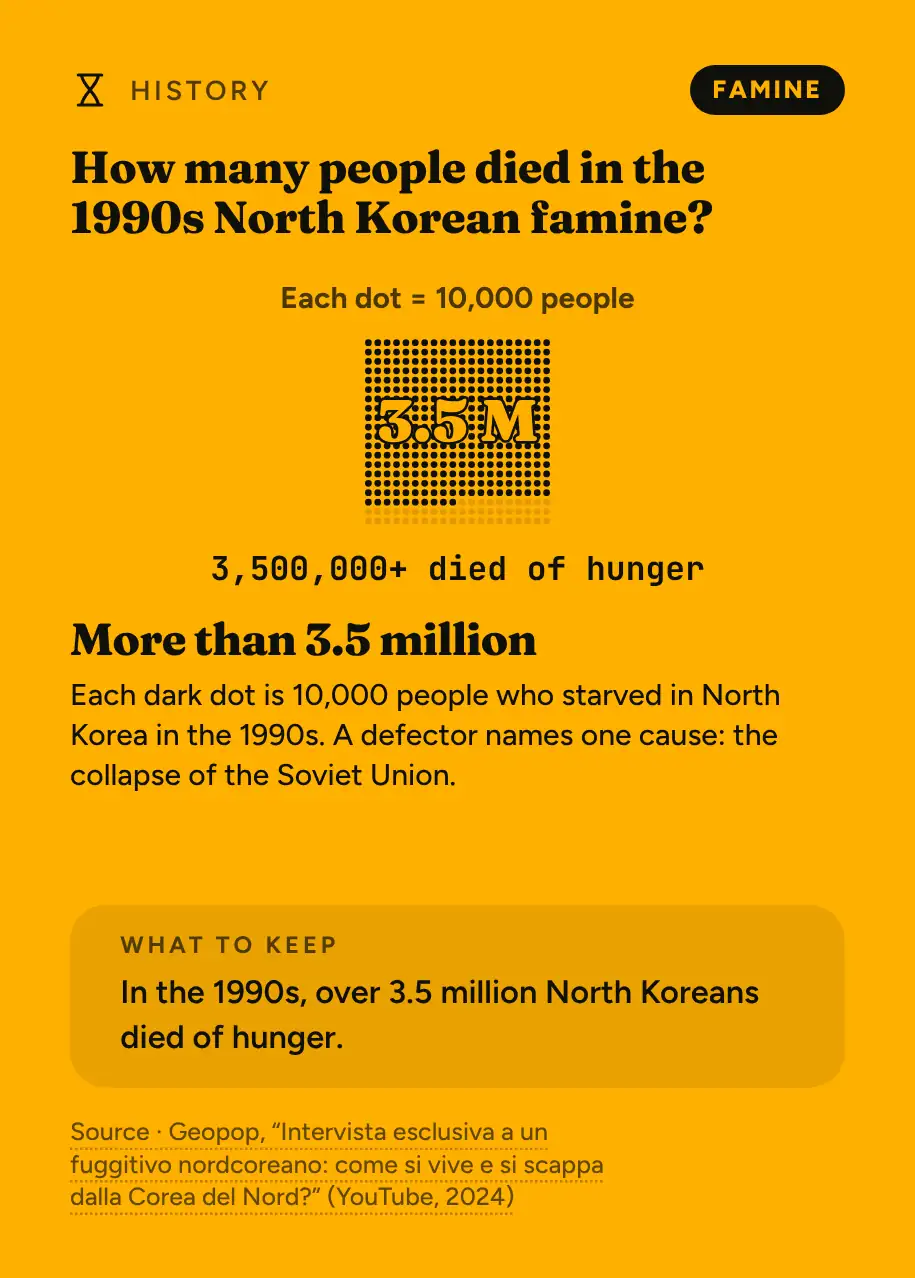 HISTORY
FAMINE
How many people died in the
1990s North Korean famine?
Each dot = 10,000 people
3.5 M
3,500,000+ died of hunger
More than 3.5 million
Each dark dot is 10,000 people who starved in North
Korea in the 1990s. A defector names one cause: the
collapse of the Soviet Union.
WHAT TO KEEP
In the 1990s, over 3.5 million North Koreans
died of hunger.
Source · Geopop, “Intervista esclusiva a un
fuggitivo nordcoreano: come si vive e si scappa
dalla Corea del Nord?” (YouTube, 2024)